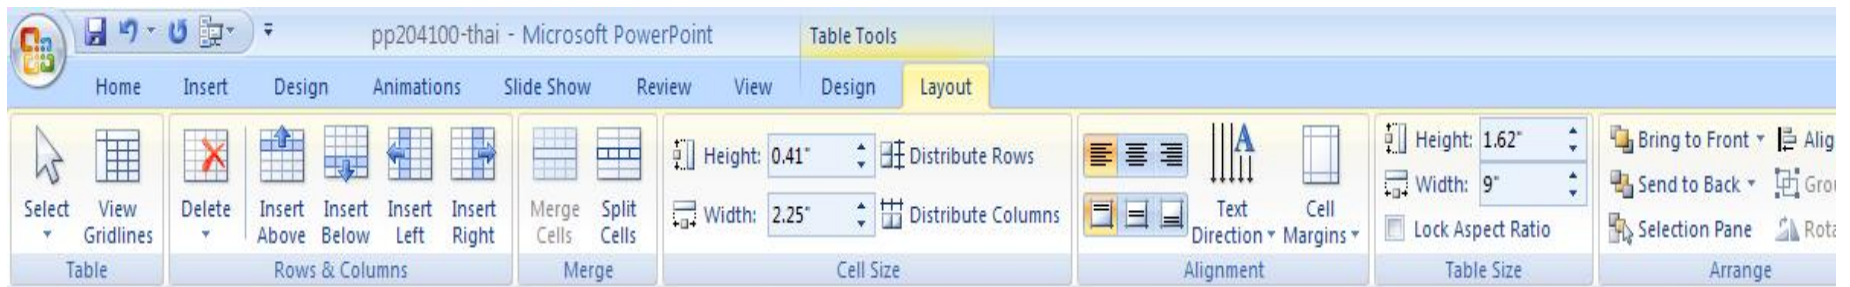 pp204100-thai - Microsoft PowerPoint Table Tools
Home Insert Design Animations Slide Show Review View Design Layout
Select
View Gridlines
Table
Delete
Insert Above
Insert Below
Insert Left
Insert Right
Rows & Columns
Merge Cells
Split Cells
Merge
Height: 0.41"
Distribute Rows
Width: 2.25"
Distribute Columns
Cell Size
A
Text Direction
Cell Margins
Alignment
Height: 1.62"
Width: 9"
Lock Aspect Ratio
Table Size
Bring to Front
Send to Back
Selection Pane
Arrange